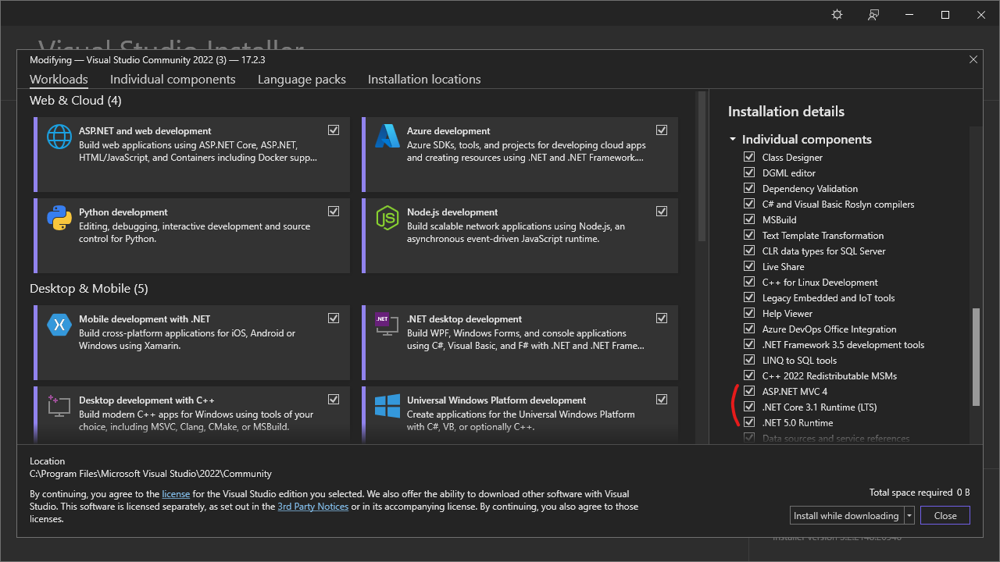 Visual Studio Installer
Modifying — Visual Studio Community 2022 (3) — 17.2.3
Workloads
Individual components
Language packs
Installation locations
Web & Cloud (4)
ASP.NET and web development
Build web applications using ASP.NET Core, ASP.NET,
HTML/JavaScript, and Containers including Docker supp...
Azure development
Azure SDKs, tools, and projects for developing cloud apps
and creating resources using .NET and .NET Framework....
Python development
Editing, debugging, interactive development and source
control for Python.
JS
Node.js development
Build scalable network applications using Node.js, an
asynchronous event-driven JavaScript runtime.
Desktop & Mobile (5)
Mobile development with .NET
Build cross-platform applications for iOS, Android or
Windows using Xamarin.
.NET
.NET desktop development
Build WPF, Windows Forms, and console applications
using C#, Visual Basic, and F# with .NET and .NET Frame...
Desktop development with C++
Build modern C++ apps for Windows using tools of your
choice, including MSVC, Clang, CMake, or MSBuild.
Universal Windows Platform development
Create applications for the Universal Windows Platform
with C#, VB, or optionally C++.
Installation details
Individual components
Class Designer
DGML editor
Dependency Validation
C# and Visual Basic Roslyn compilers
MSBuild
Text Template Transformation
CLR data types for SQL Server
Live Share
C++ for Linux Development
Legacy Embedded and IoT tools
Help Viewer
Azure DevOps Office Integration
.NET Framework 3.5 development tools
LINQ to SQL tools
C++ 2022 Redistributable MSMs
ASP.NET MVC 4
.NET Core 3.1 Runtime (LTS)
.NET 5.0 Runtime
Data sources and service references
Location
C:\Program Files\Microsoft Visual Studio\2022\Community
By continuing, you agree to the license for the Visual Studio edition you selected. We also offer the ability to download other software with Visual
Studio. This software is licensed separately, as set out in the 3rd Party Notices or in its accompanying license. By continuing, you also agree to those
licenses.
Total space required 0 B
Install while downloading
Close